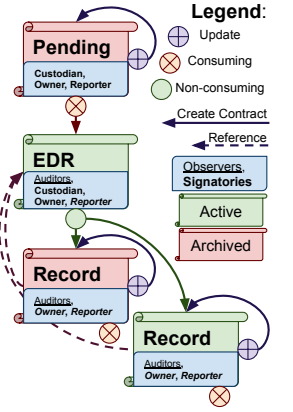 Legend:
Pending
Update
Custodian,
Owner, Reporter
Consuming
Non-consuming
Create Contract
Reference
EDR
Auditors,
Custodian,
Owner, Reporter
Observers,
Signatories
Active
Archived
Record
Auditors,
Owner, Reporter
Record
Auditors,
Owner, Reporter